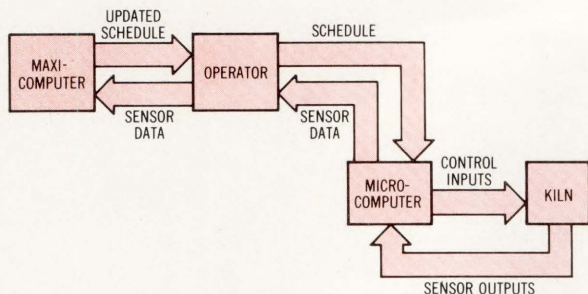 UPDATED
SCHEDULE
SCHEDULE
MAXI-
COMPUTER
OPERATOR
SENSOR
DATA
SENSOR
DATA
CONTROL
INPUTS
MICRO-
COMPUTER
KILN
SENSOR OUTPUTS